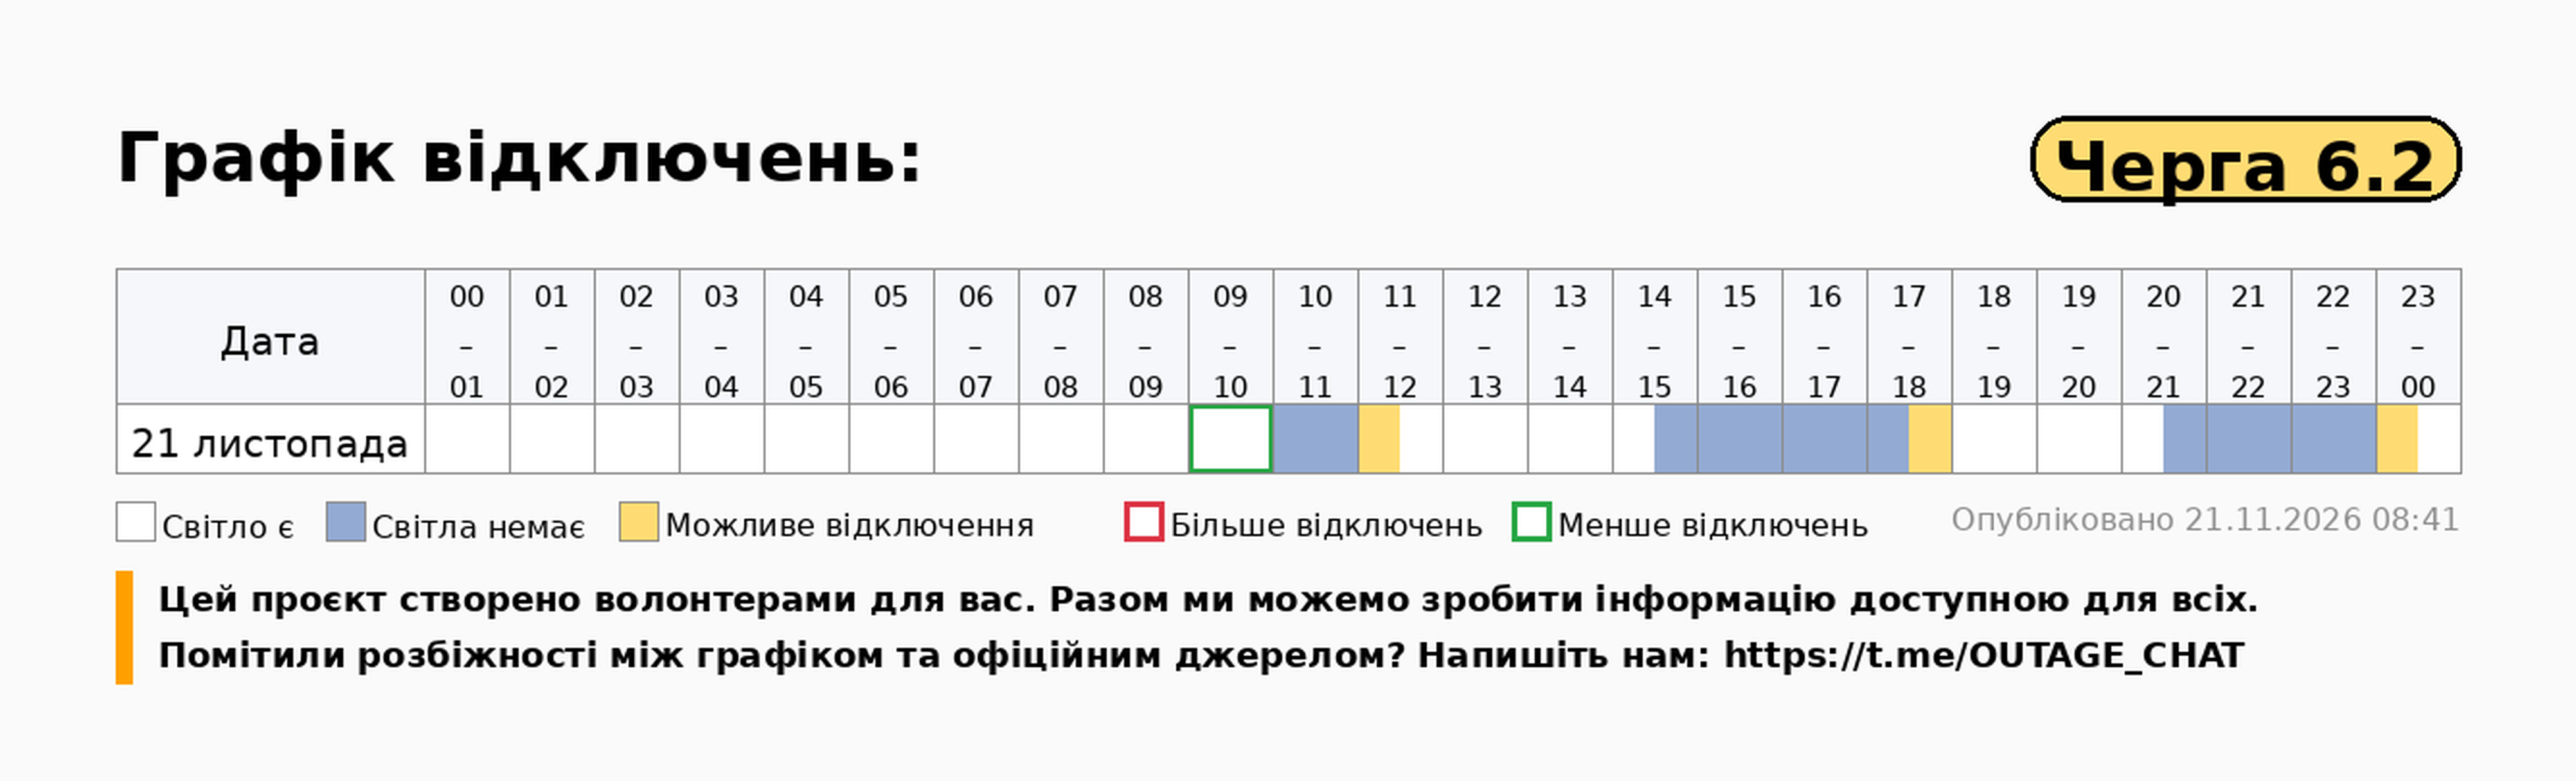 Графік відключень:
Черга 6.2
Дата
00 – 01
01 – 02
02 – 03
03 – 04
04 – 05
05 – 06
06 – 07
07 – 08
08 – 09
09 – 10
10 – 11
11 – 12
12 – 13
13 – 14
14 – 15
15 – 16
16 – 17
17 – 18
18 – 19
19 – 20
20 – 21
21 – 22
22 – 23
23 – 00
21 листопада
Світло є
Світла немає
Можливе відключення
Більше відключень
Менше відключень
Опубліковано 21.11.2026 08:41
Цей проєкт створено волонтерами для вас. Разом ми можемо зробити інформацію доступною для всіх.
Помітили розбіжності між графіком та офіційним джерелом? Напишіть нам: https://t.me/OUTAGE_CHAT